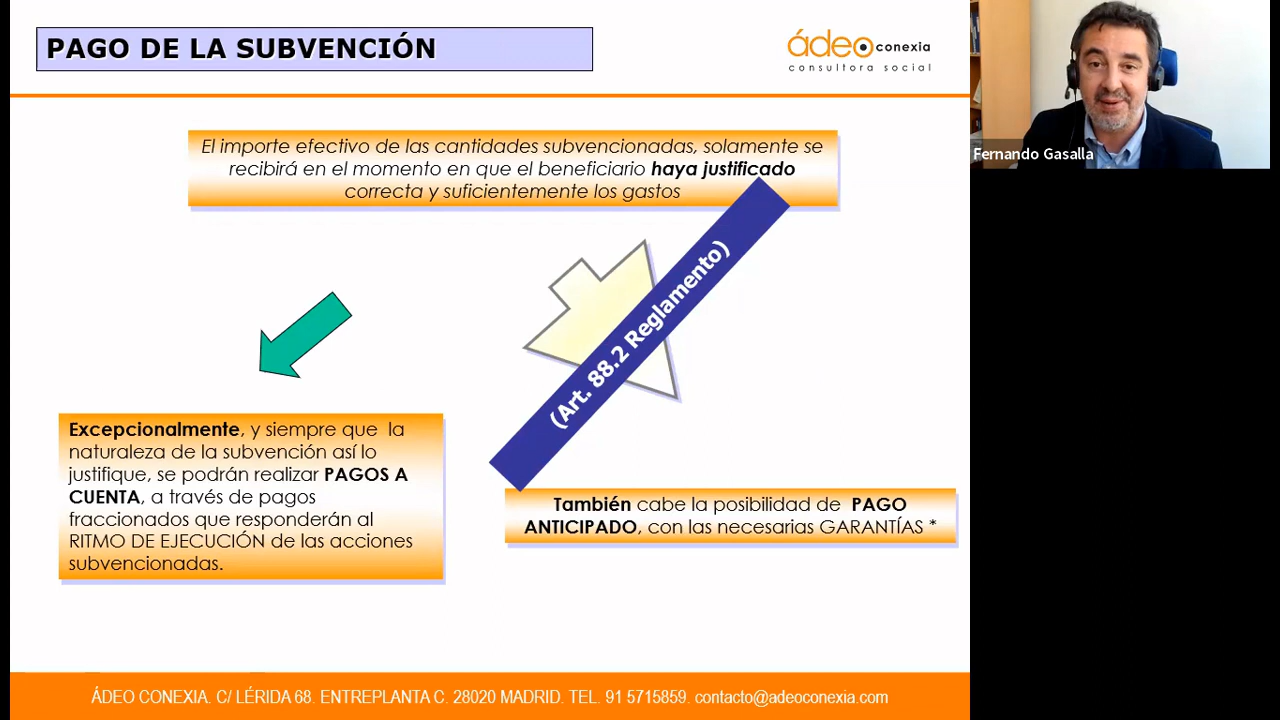 PAGO DE LA SUBVENCIÓN
ádeo conexia
consultora social
Fernando Gasalla
El importe efectivo de las cantidades subvencionadas, solamente se
recibirá en el momento en que el beneficiario haya justificado
correcta y suficientemente los gastos
(Art. 88.2 Reglamento)
Excepcionalmente, y siempre que la
naturaleza de la subvención así lo
justifique, se podrán realizar PAGOS A
CUENTA, a través de pagos
fraccionados que responderán al
RITMO DE EJECUCIÓN de las acciones
subvencionadas.
También cabe la posibilidad de PAGO
ANTICIPADO, con las necesarias GARANTÍAS *
ÁDEO CONEXIA. C/ LÉRIDA 68. ENTREPLANTA C. 28020 MADRID. TEL. 91 5715859. contacto@adeoconexia.com